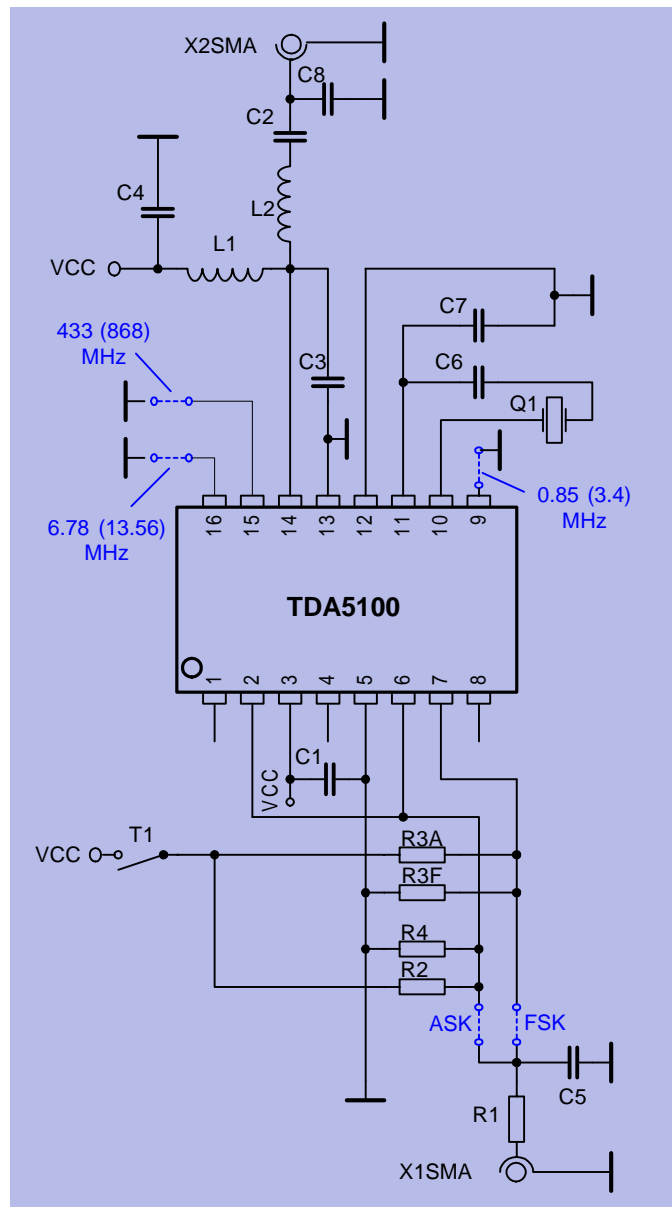 X2SMA
C8
C2
C4
L2
L1
VCC
C7
433 (868)
MHz
C3
C6
Q1
0.85 (3.4)
MHz
6.78 (13.56)
MHz
16 15 14 13 12 11 10 9
TDA5100
1 2 3 4 5 6 7 8
C1
VCC
T1
VCC
R3A
R3F
R4
R2
ASK FSK
C5
R1
X1SMA